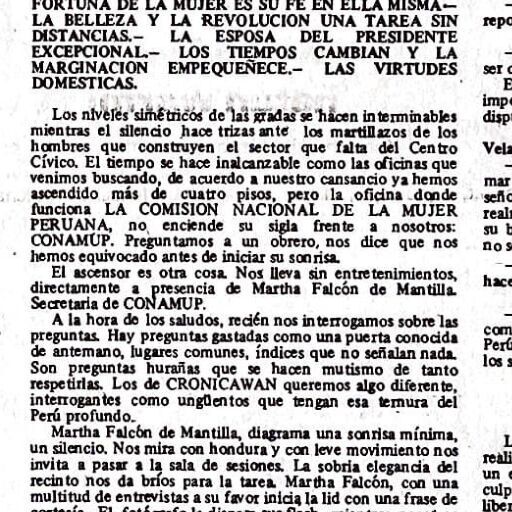 FORTUNA DE LA MUJER ES SU FE EN ELLA MISMA—
LA BELLEZA Y LA REVOLUCION UNA TAREA SIN
DISTANCIAS.— LA ESPOSA DEL PRESIDENTE
EXCEPCIONAL.— LOS TIEMPOS CAMBIAN Y LA
MARGINACION EMPEQUEÑECE.— LAS VIRTUDES
DOMESTICAS.
Los niveles simétricos de las gradas se hacen interminables
mientras el silencio hace trizas ante los martillazos de los
hombres que construyen el sector que falta del Centro
Cívico. El tiempo se hace inalcanzable como las oficinas que
venimos buscando, de acuerdo a nuestro cansancio ya hemos
ascendido más de cuatro pisos, pero la oficina donde
funciona LA COMISION NACIONAL DE LA MUJER
PERUANA, no enciende su sigla frente a nosotros:
CONAMUP. Preguntamos a un obrero, nos dice que nos
hemos equivocado antes de iniciar su sonrisa.
El ascensor es otra cosa. Nos lleva sin entretenimientos,
directamente a presencia de Martha Falcón de Mantilla.
Secretaria de CONAMUP.
A la hora de los saludos, recién nos interrogamos sobre las
preguntas. Hay preguntas gastadas como una puerta conocida
de antemano, lugares comunes, índices que no señalan nada.
Son preguntas hurañas que se hacen mutismo de tanto
respetirlas. Los de CRONICAWAN queremos algo diferente,
interrogantes como ungüentos que tengan esa ternura del
Perú profundo.
Martha Falcón de Mantilla, diagrama una sonrisa mínima,
un silencio. Nos mira con hondura y con leve movimiento nos
invita a pasar a la sala de sesiones. La sobria elegancia del
recinto nos da bríos para la tarea. Martha Falcón, con una
multitud de entrevistas a su favor inicia la lid con una frase de
repo
ser c
E
impo
disp
Vela
mar
seño
realr
su b
no s
hace
com
Perú
los s
L
reali
un e
culp
liber